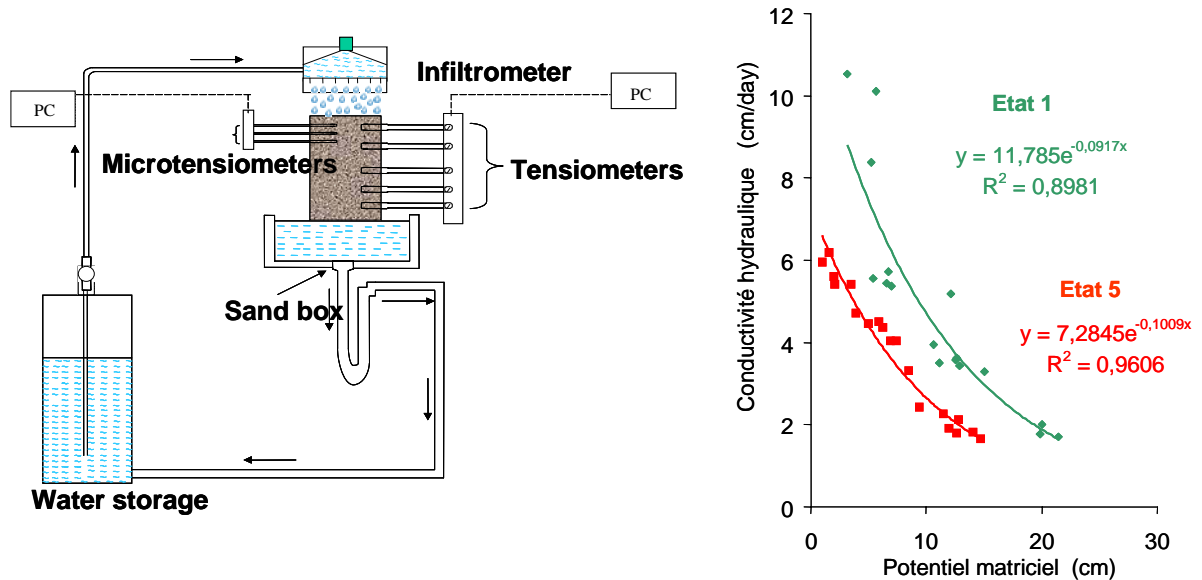 PC
Infiltrometer
PC
Microtensiometers
Tensiometers
Sand box
Water storage
Conductivité hydraulique (cm/day)
12
10
8
6
4
2
0
0
10
20
30
Potentiel matriciel (cm)
Etat 1
y = 11,785e^-0,0917x
R² = 0,8981
Etat 5
y = 7,2845e^-0,1009x
R² = 0,9606